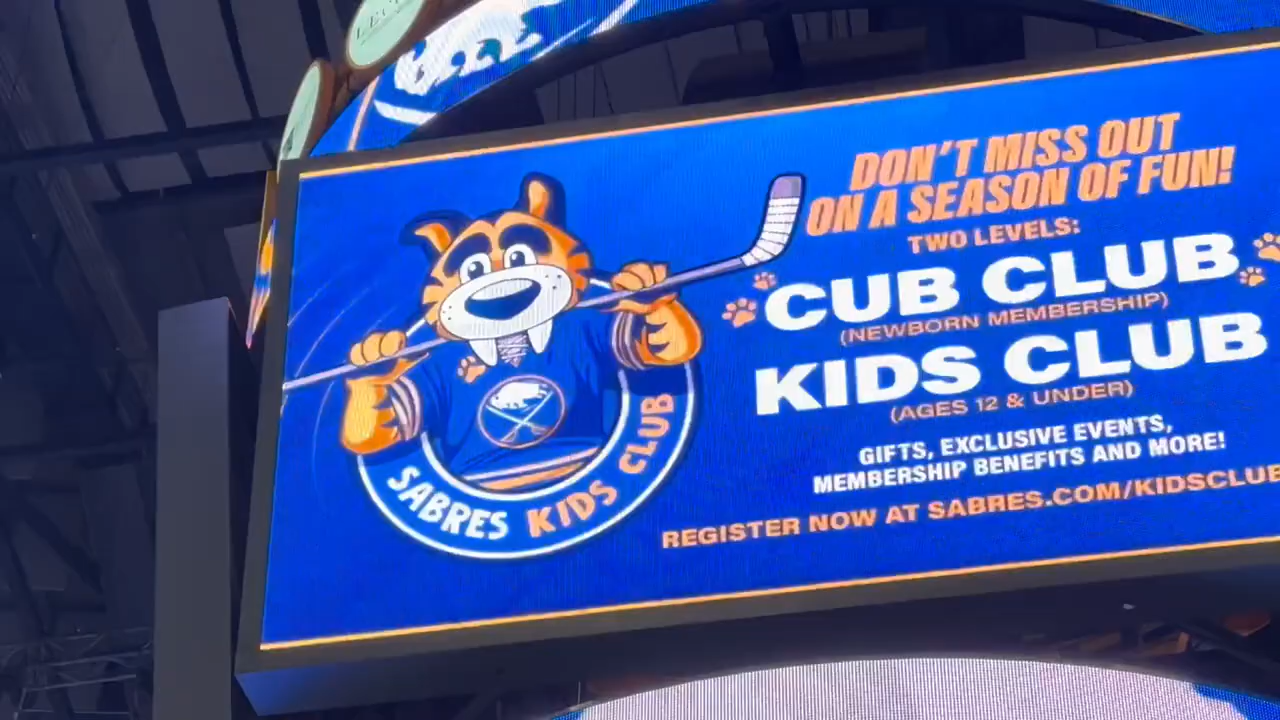 DON'T MISS OUT
ON A SEASON OF FUN!
TWO LEVELS:
CUB CLUB
(NEWBORN MEMBERSHIP)
KIDS CLUB
(AGES 12 & UNDER)
GIFTS, EXCLUSIVE EVENTS,
MEMBERSHIP BENEFITS AND MORE!
REGISTER NOW AT SABRES.COM/KIDSCLUB
SABRES KIDS CLUB